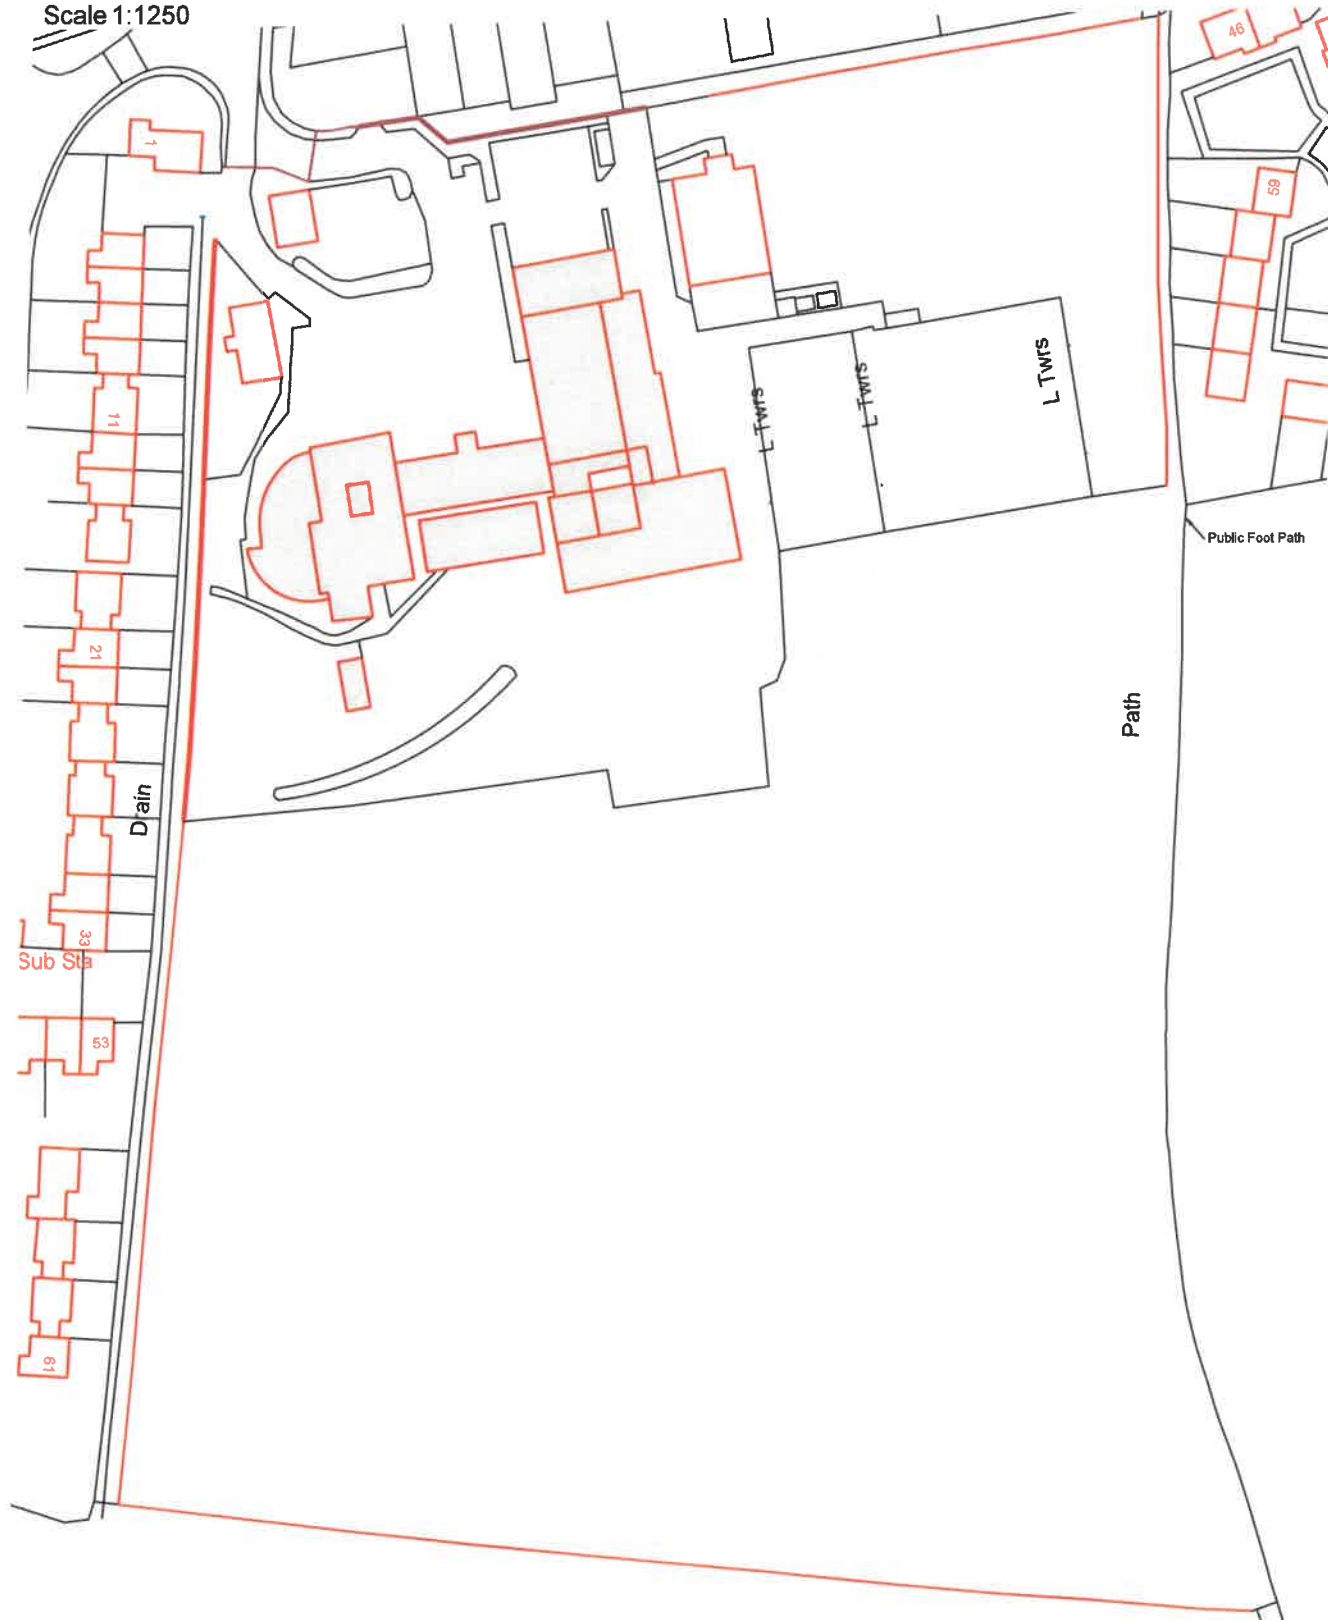 Scale 1:1250
46
1
59
L Twrs
L Twrs
L Twrs
11
Public Foot Path
21
Path
Drain
33
Sub Sta
53
61